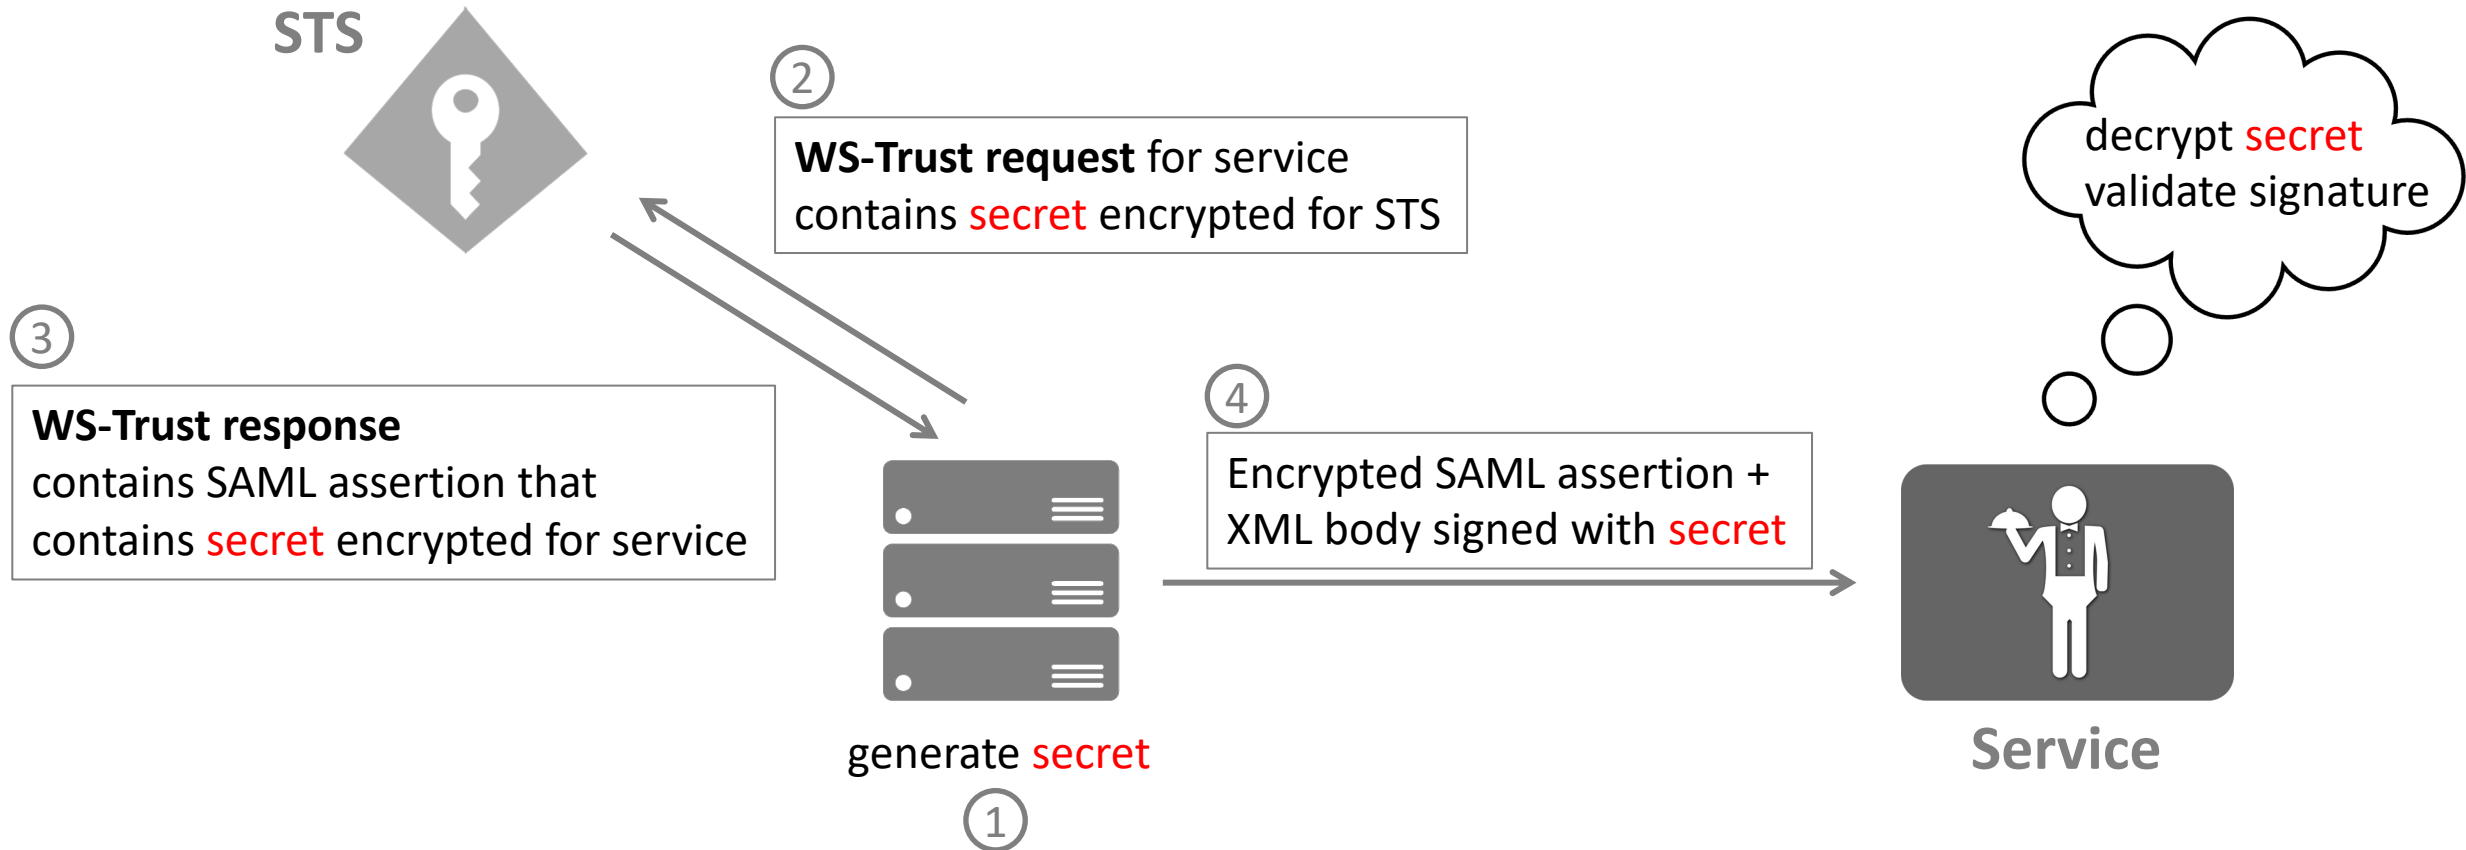 STS
2
WS-Trust request for service
contains secret encrypted for STS
decrypt secret
validate signature
3
WS-Trust response
contains SAML assertion that
contains secret encrypted for service
4
Encrypted SAML assertion +
XML body signed with secret
generate secret
1
Service